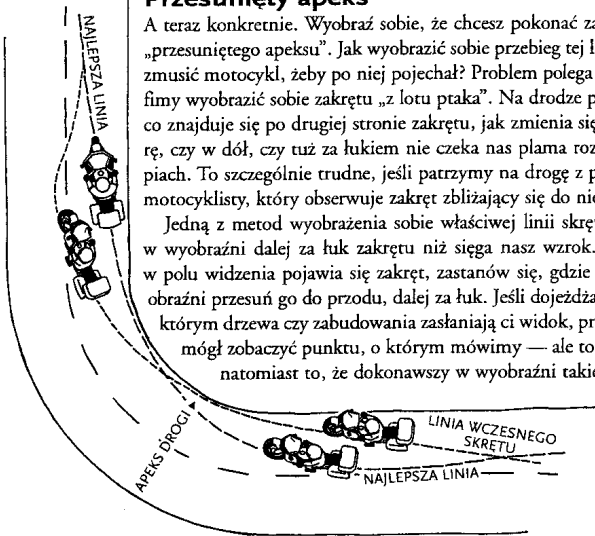 Przesunięty apeks
A teraz konkretnie. Wyobraź sobie, że chcesz pokonać za
„przesuniętego apeksu”. Jak wyobrazić sobie przebieg tej l
zmusić motocykl, żeby po niej pojechał? Problem polega
fimy wyobrazić sobie zakrętu „z lotu ptaka”. Na drodze p
co znajduje się po drugiej stronie zakrętu, jak zmienia się
rę, czy w dół, czy tuż za łukiem nie czeka nas plama roz
piach. To szczególnie trudne, jeśli patrzymy na drogę z p
motocyklisty, który obserwuje zakręt zbliżający się do nie
Jedną z metod wyobrażenia sobie właściwej linii skrę
w wyobraźni dalej za łuk zakrętu niż sięga nasz wzrok.
w polu widzenia pojawia się zakręt, zastanów się, gdzie
obraźni przesuń go do przodu, dalej za łuk. Jeśli dojeżdża
którym drzewa czy zabudowania zasłaniają ci widok, pr
mógł zobaczyć punktu, o którym mówimy — ale to
natomiast to, że dokonawszy w wyobraźni takie
NAJLEPSZA LINIA
APEKS DROGI
LINIA WCZESNEGO
SKRĘTU
NAJLEPSZA LINIA